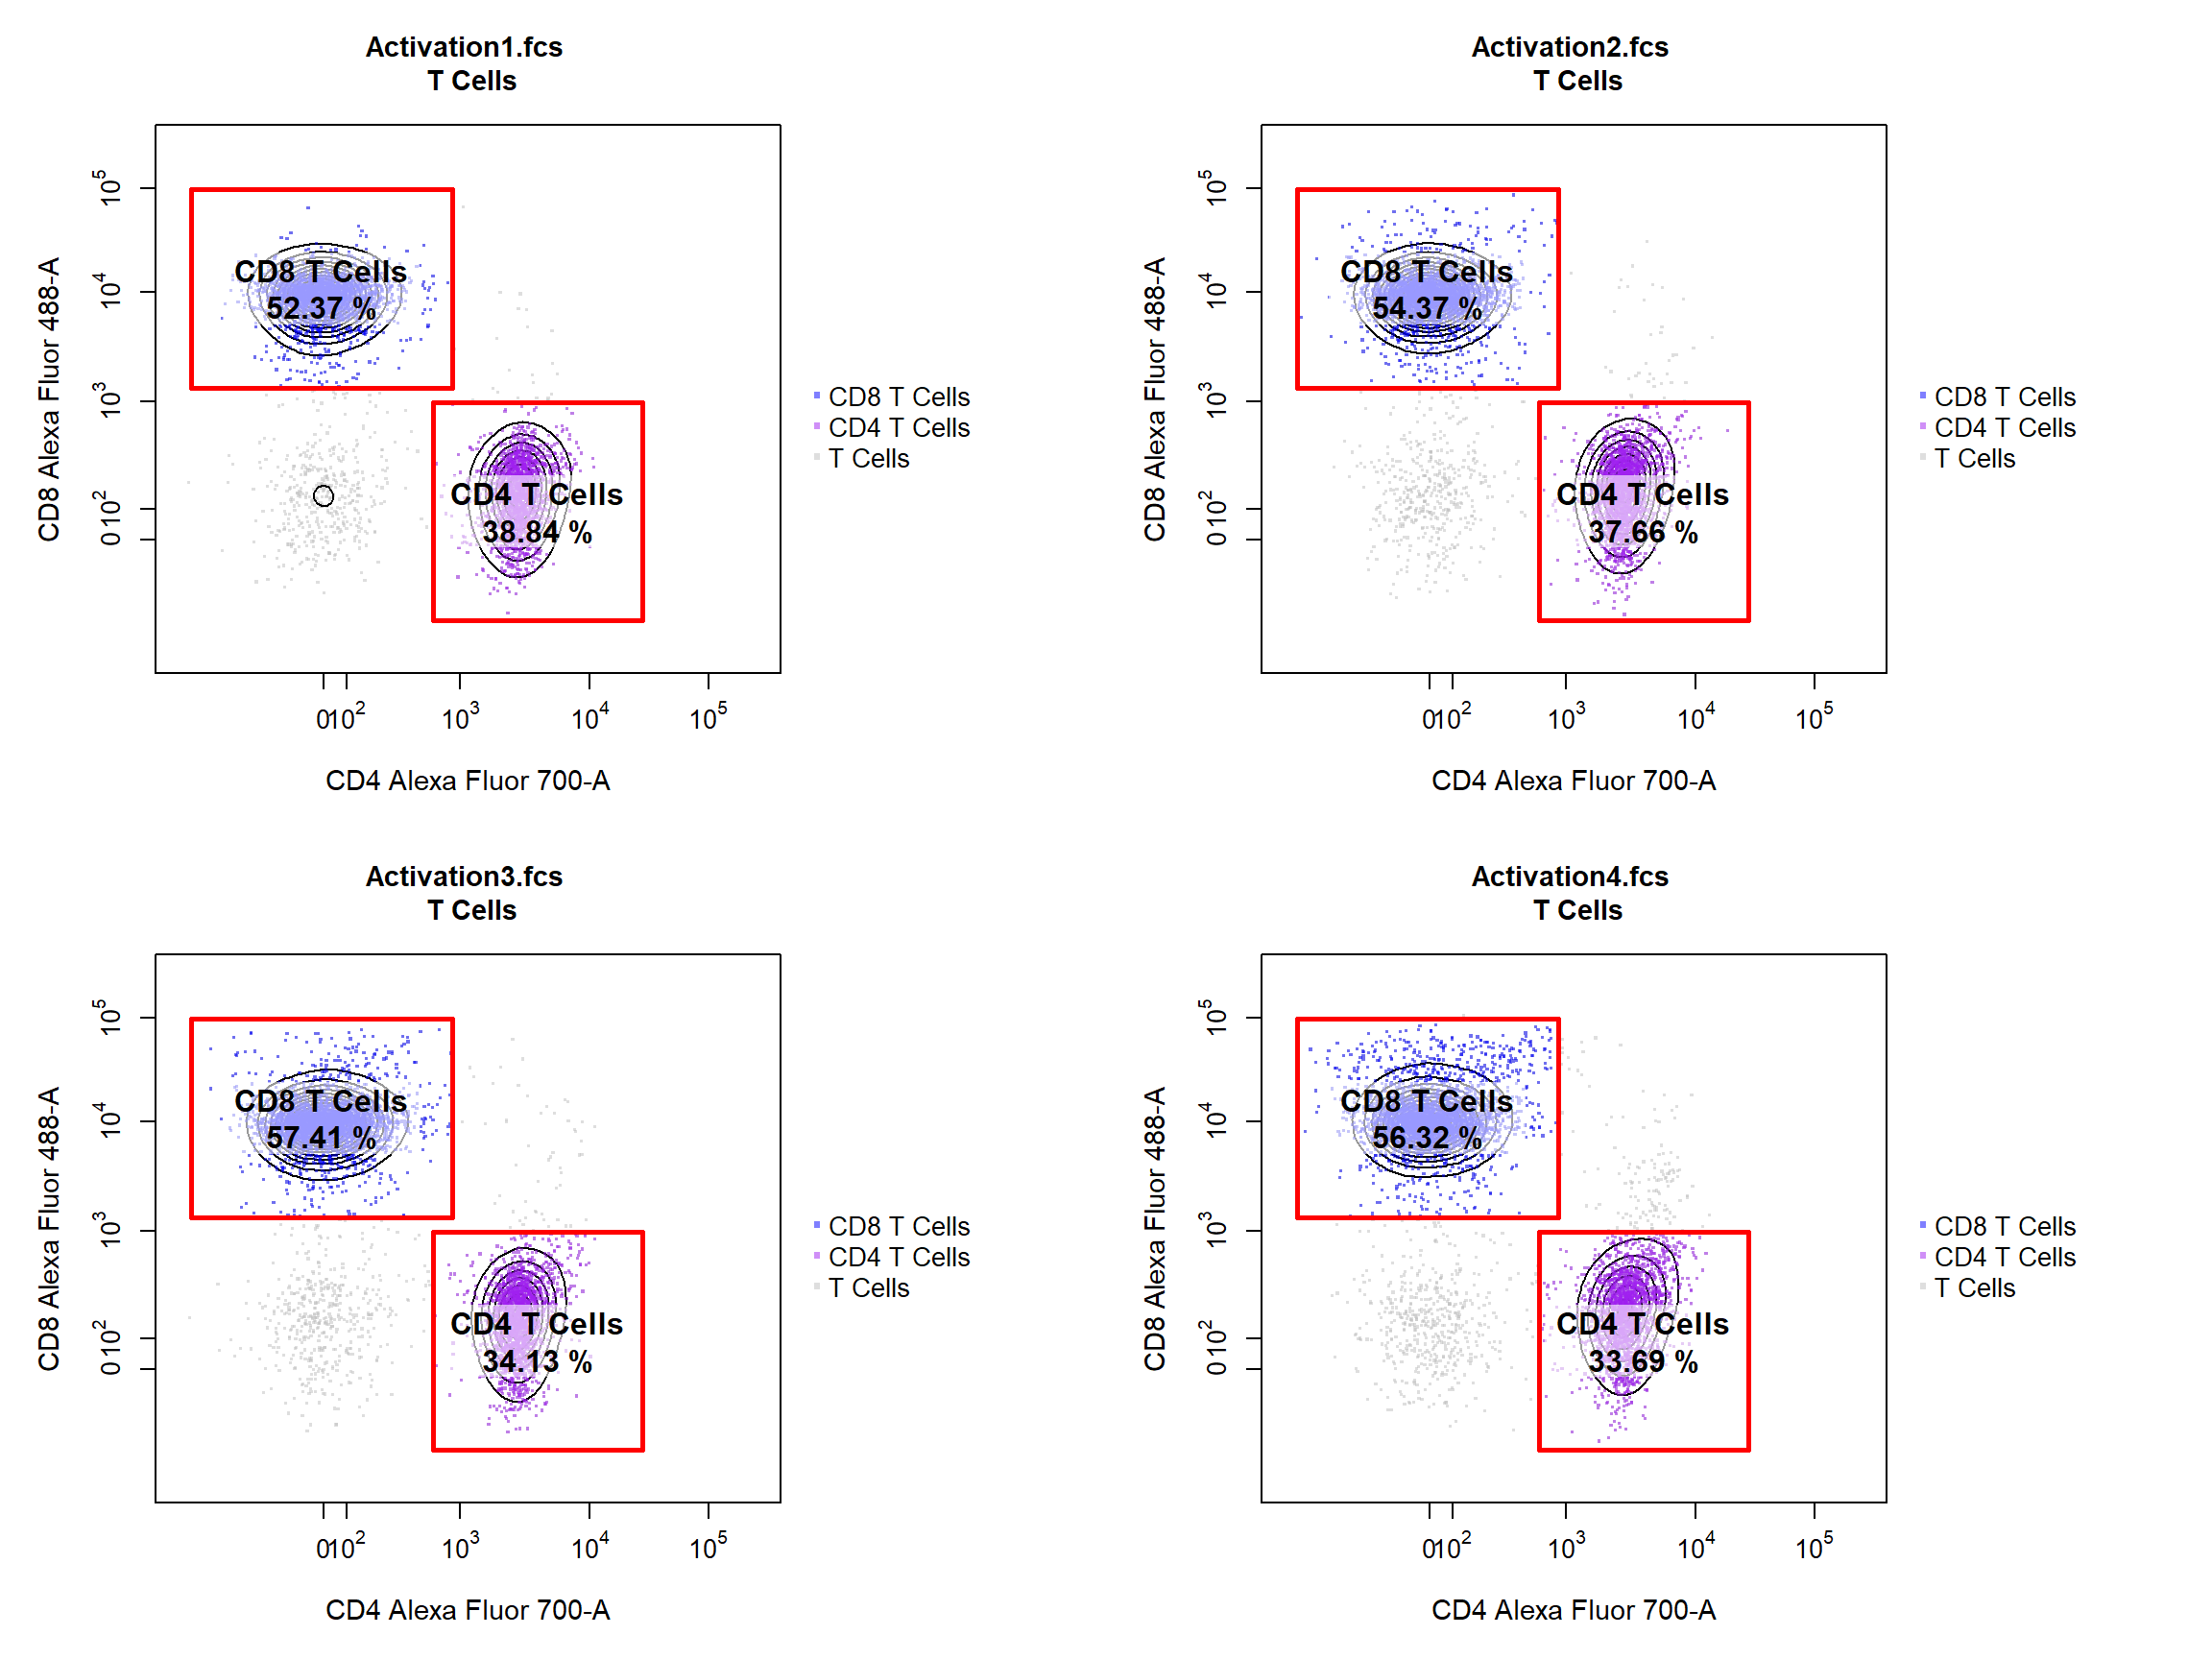 Activation1.fcs
T Cells
CD8 Alexa Fluor 488-A
10^5
10^4
10^3
10^2
0
CD8 T Cells
52.37 %
CD4 T Cells
38.84 %
CD8 T Cells
CD4 T Cells
T Cells
0 10^2 10^3 10^4 10^5
CD4 Alexa Fluor 700-A
Activation2.fcs
T Cells
CD8 Alexa Fluor 488-A
10^5
10^4
10^3
10^2
0
CD8 T Cells
54.37 %
CD4 T Cells
37.66 %
CD8 T Cells
CD4 T Cells
T Cells
0 10^2 10^3 10^4 10^5
CD4 Alexa Fluor 700-A
Activation3.fcs
T Cells
CD8 Alexa Fluor 488-A
10^5
10^4
10^3
10^2
0
CD8 T Cells
57.41 %
CD4 T Cells
34.13 %
CD8 T Cells
CD4 T Cells
T Cells
0 10^2 10^3 10^4 10^5
CD4 Alexa Fluor 700-A
Activation4.fcs
T Cells
CD8 Alexa Fluor 488-A
10^5
10^4
10^3
10^2
0
CD8 T Cells
56.32 %
CD4 T Cells
33.69 %
CD8 T Cells
CD4 T Cells
T Cells
0 10^2 10^3 10^4 10^5
CD4 Alexa Fluor 700-A